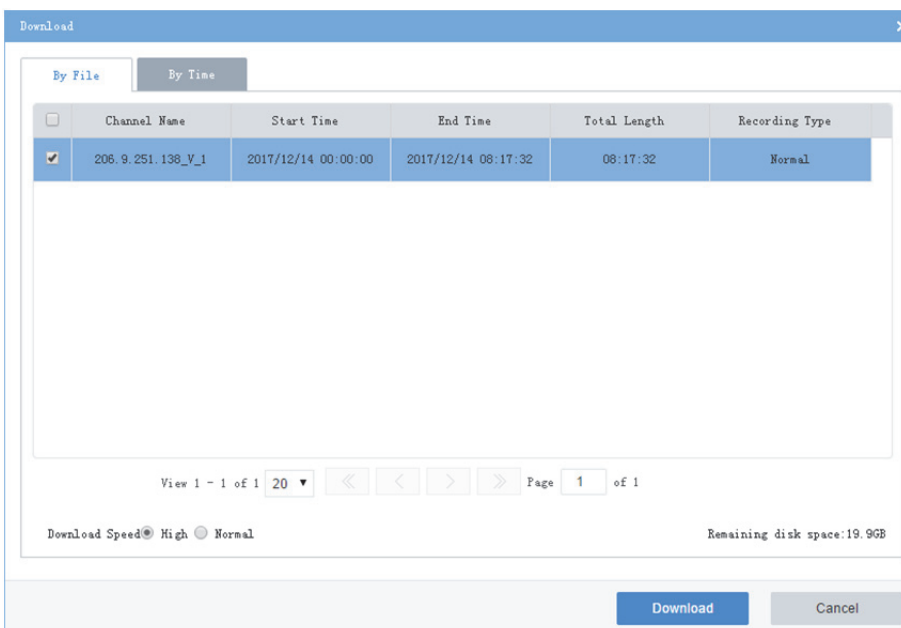 Download
By File By Time
Channel Name Start Time End Time Total Length Recording Type
206.9.251.138_V_1 2017/12/14 00:00:00 2017/12/14 08:17:32 08:17:32 Normal
View 1 - 1 of 1 20 Page 1 of 1
Download Speed High Normal Remaining disk space:19.9GB
Download Cancel